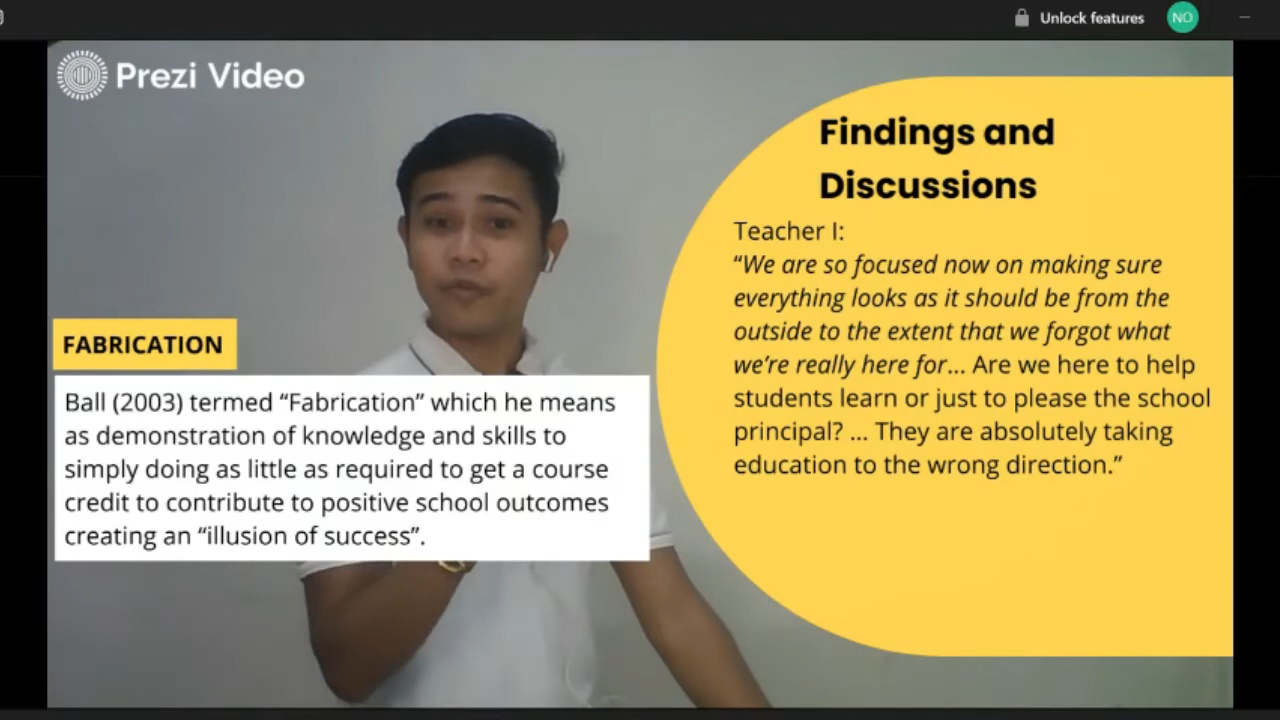 Unlock features
NO
Prezi Video
Findings and
Discussions
Teacher I:
“We are so focused now on making sure
everything looks as it should be from the
outside to the extent that we forgot what
we’re really here for... Are we here to help
students learn or just to please the school
principal? ... They are absolutely taking
education to the wrong direction.”
FABRICATION
Ball (2003) termed “Fabrication” which he means
as demonstration of knowledge and skills to
simply doing as little as required to get a course
credit to contribute to positive school outcomes
creating an “illusion of success”.